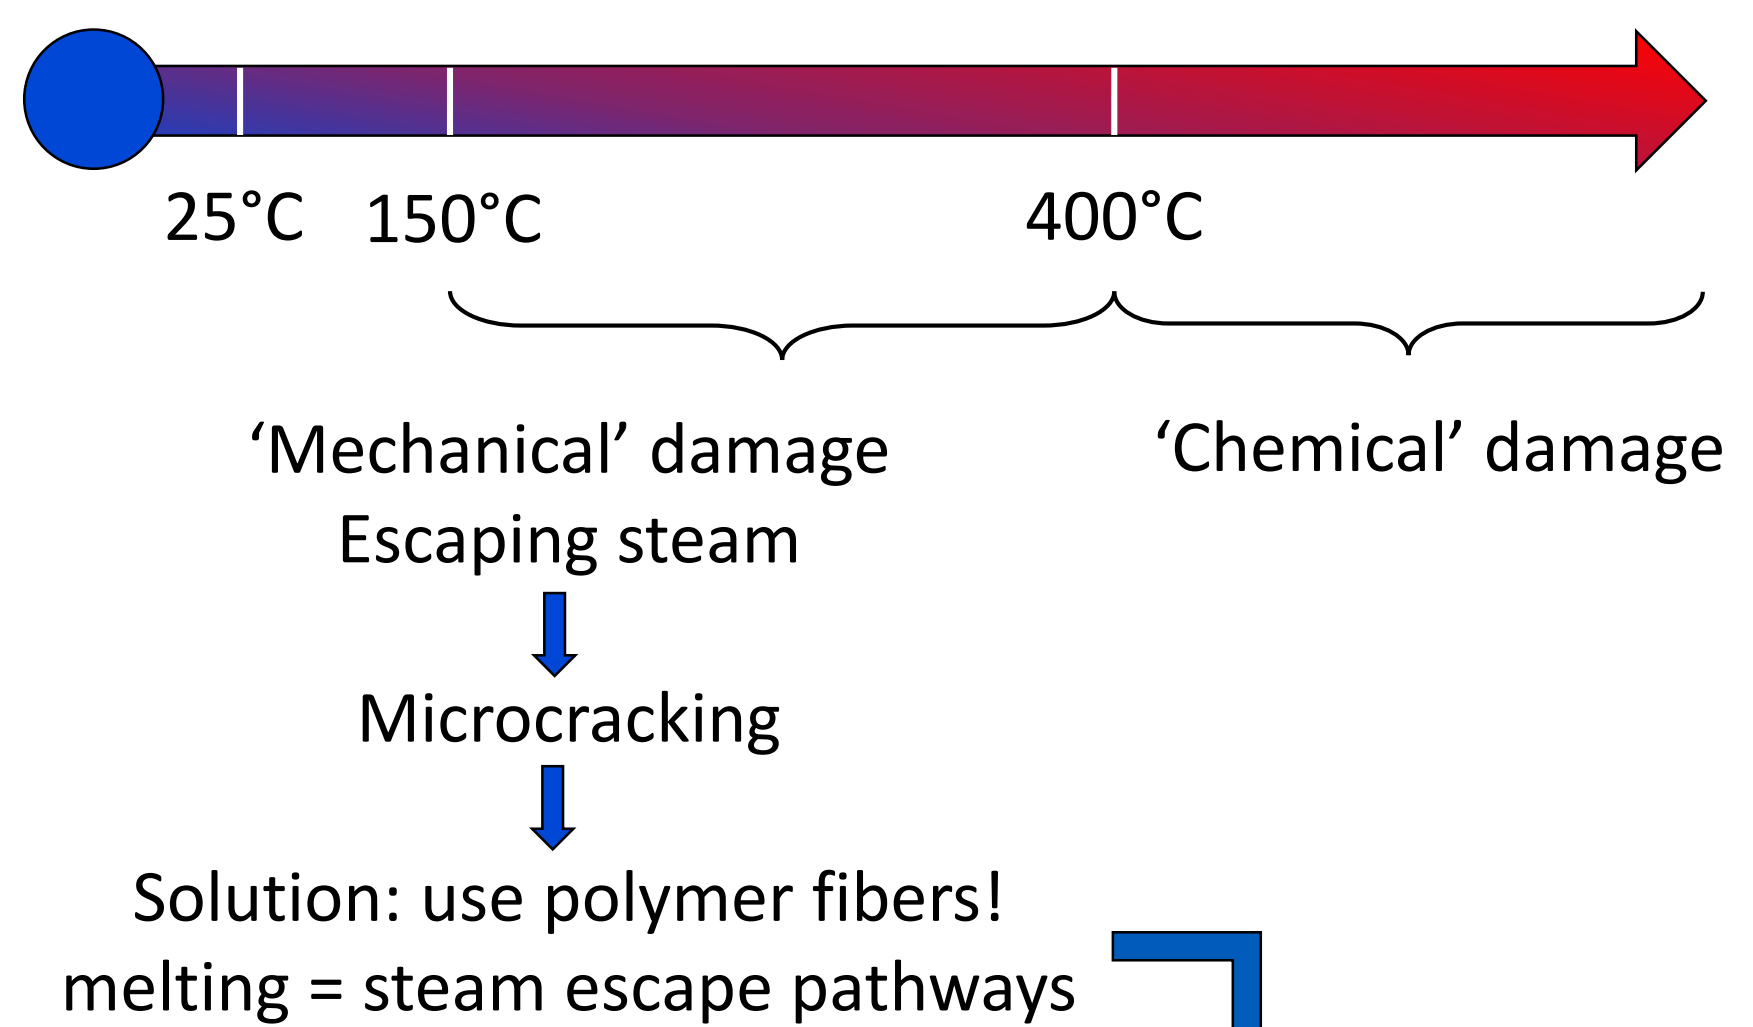 25°C 150°C 400°C
‘Mechanical’ damage
Escaping steam
Microcracking
Solution: use polymer fibers!
melting = steam escape pathways
‘Chemical’ damage